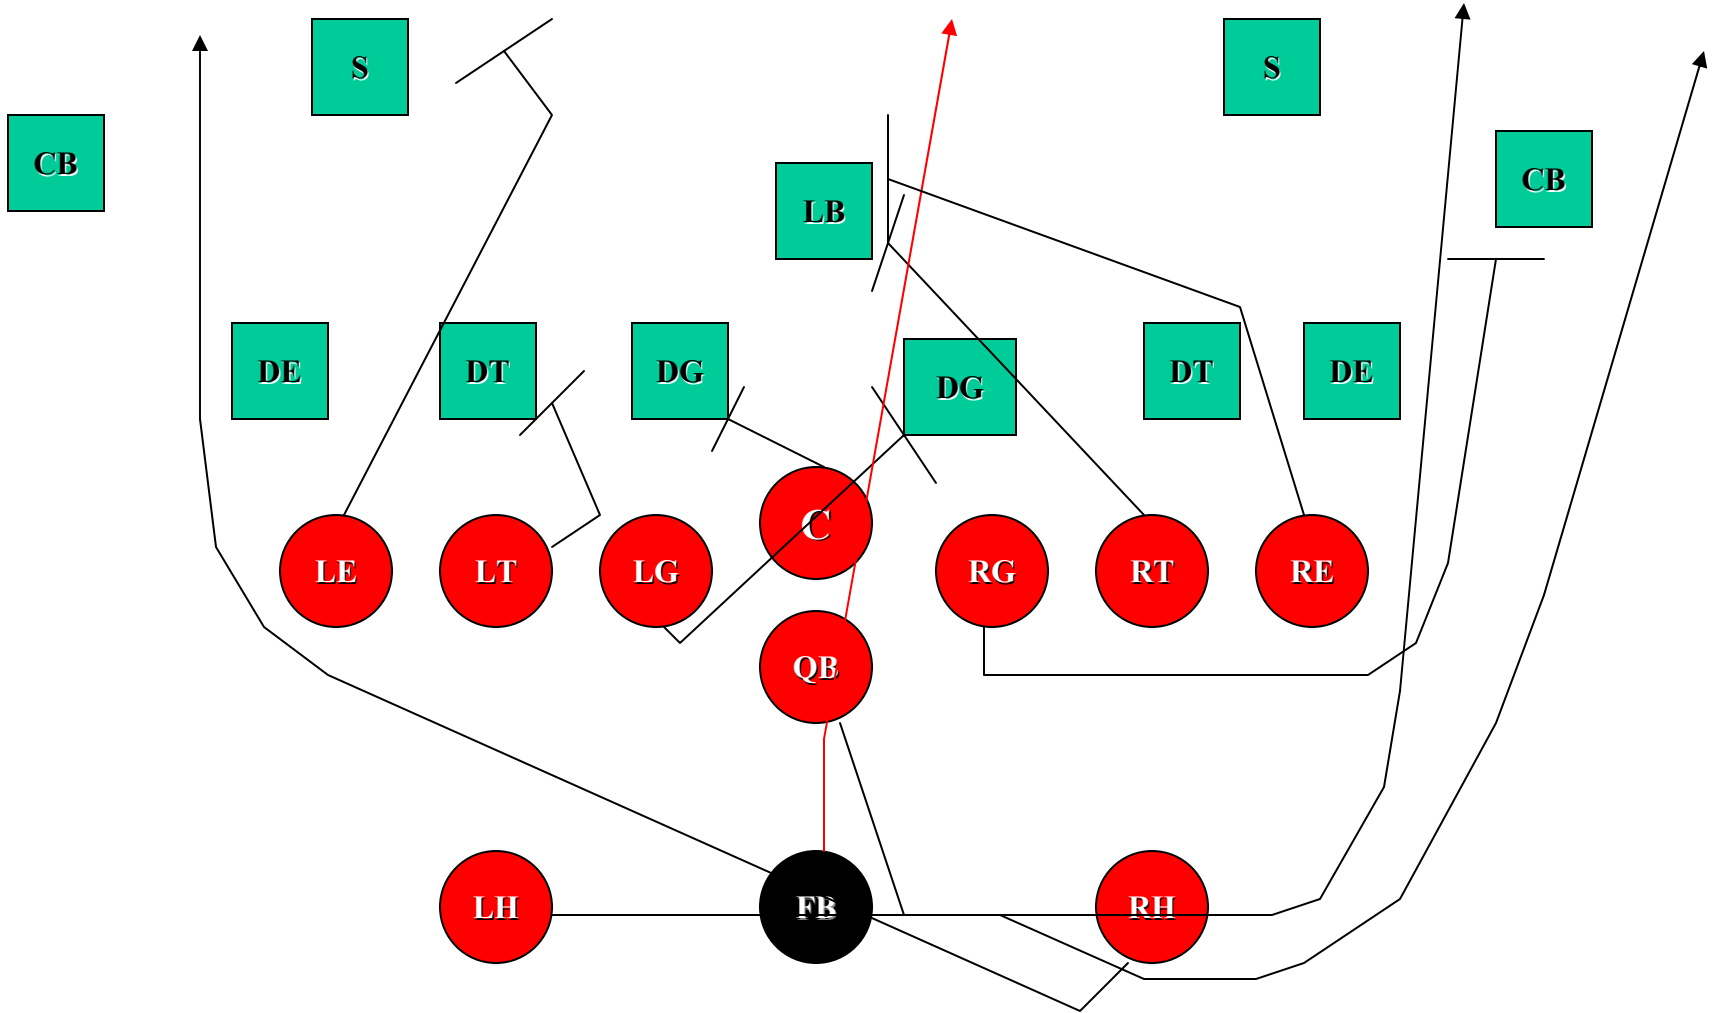 S
S
CB
CB
LB
DE
DT
DG
DG
DT
DE
C
LE
LT
LG
RG
RT
RE
QB
LH
FB
RH